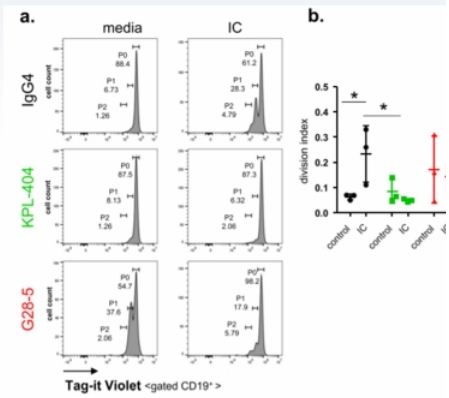 a.
b.
media
IC
IgG4
cell count
P0
88.4
P1
6.73
P2
1.26
cell count
P0
61.2
P1
28.3
P2
4.79
KPL-404
cell count
P0
87.5
P1
8.13
P2
1.26
cell count
P0
87.3
P1
6.32
P2
2.06
G28-5
cell count
P0
54.7
P1
37.6
P2
2.06
cell count
P0
98.2
P1
17.9
P2
5.79
Tag-it Violet <gated CD19⁺>
division index
0.5
0.4
0.3
0.2
0.1
0.0
*
*
control
IC
control
IC
control